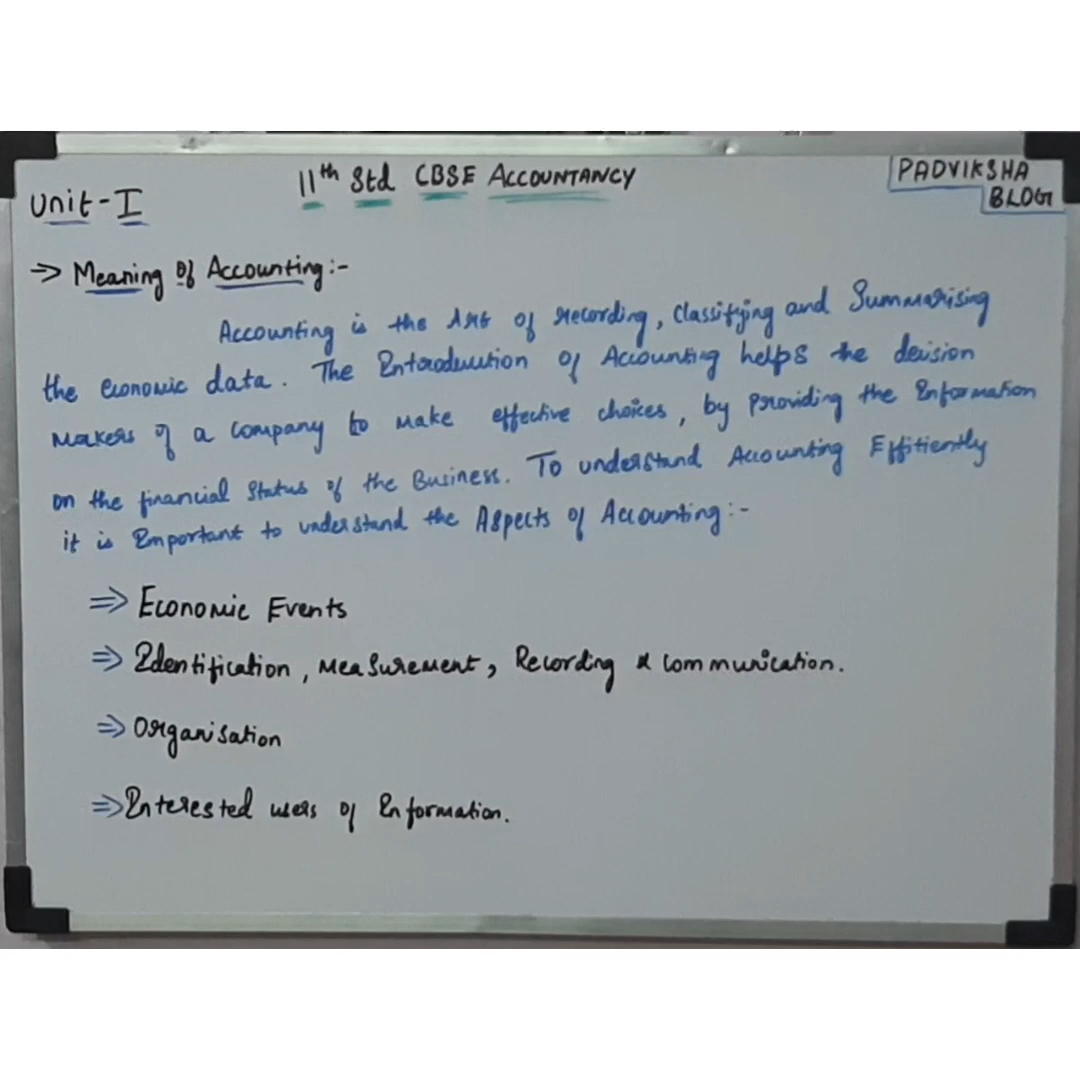 11th Std CBSE ACCOUNTANCY
PADVIKSHA
BLOG
Unit-I
→ Meaning Of Accounting:-
Accounting is the Art of recording, Classifying and Summarising
the economic data. The Introduction of Accounting helps the decision
Makers of a company to make effective choices, by Providing the Information
on the financial Status of the Business. To understand Accounting Effitiently
it is Important to understand the Aspects of Accounting:-
⇒ Economic Events
⇒ Identification, Measurement, Recording & Communication.
⇒ Organisation
⇒ Interested users of Information.